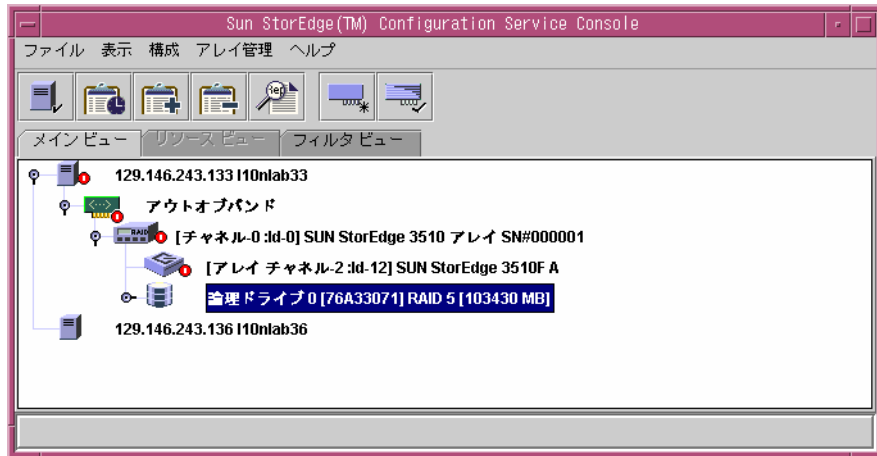 Sun StorEdge(TM) Configuration Service Console
ファイル 表示 構成 アレイ管理 ヘルプ
Rep
メイン ビュー リソース ビュー フィルタ ビュー
129.146.243.133 l10nlab33
アウトオブバンド
RAID [チャネル-0 :Id-0] SUN StorEdge 3510 アレイ SN#000001
[アレイ チャネル-2 :Id-12] SUN StorEdge 3510F A
論理ドライブ 0 [76A33071] RAID 5 [103430 MB]
129.146.243.136 l10nlab36